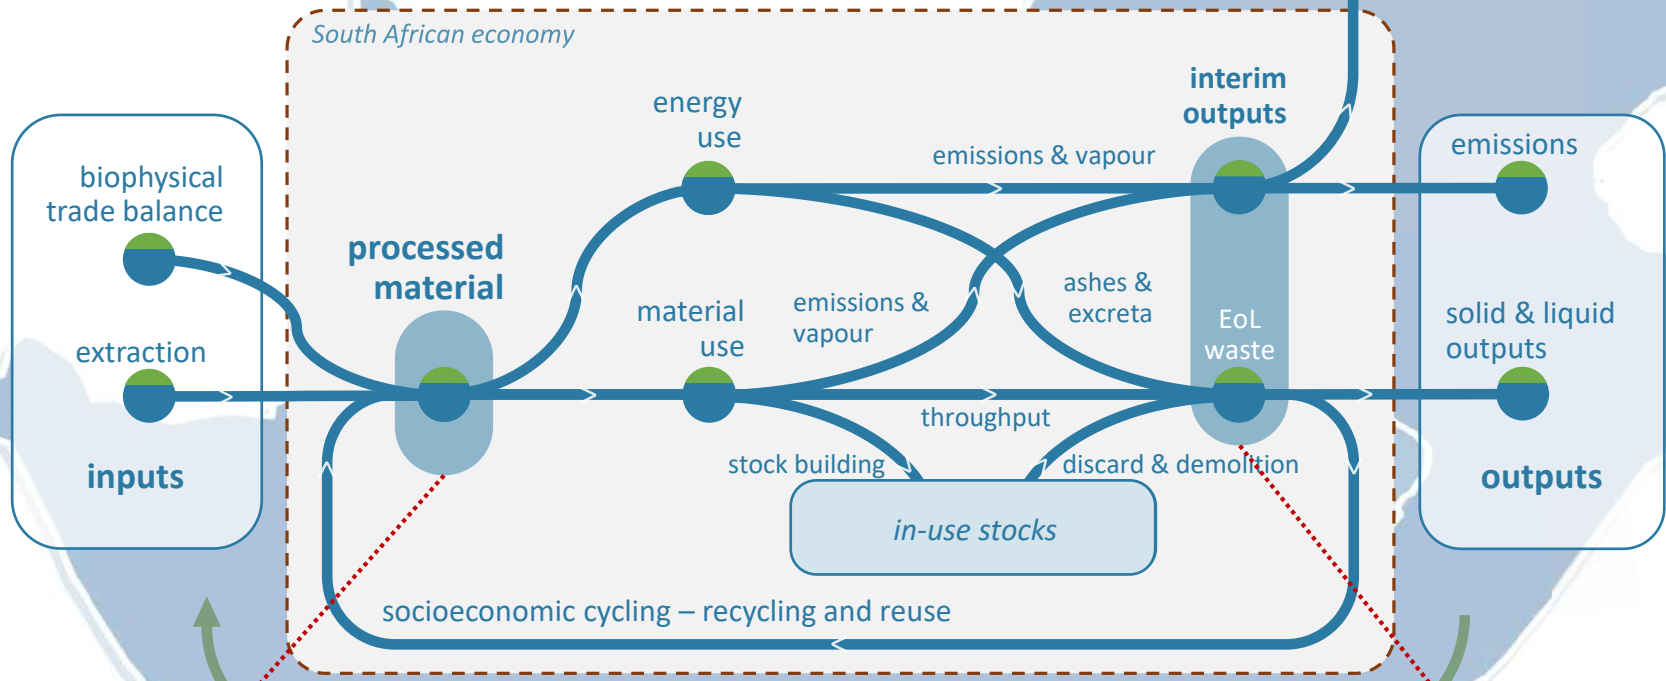 South African economy
interim
outputs
energy
use
emissions & vapour
emissions
biophysical
trade balance
processed
material
material
use
emissions &
vapour
ashes &
excreta
EoL
waste
solid & liquid
outputs
extraction
throughput
stock building
discard & demolition
inputs
outputs
in-use stocks
socioeconomic cycling – recycling and reuse